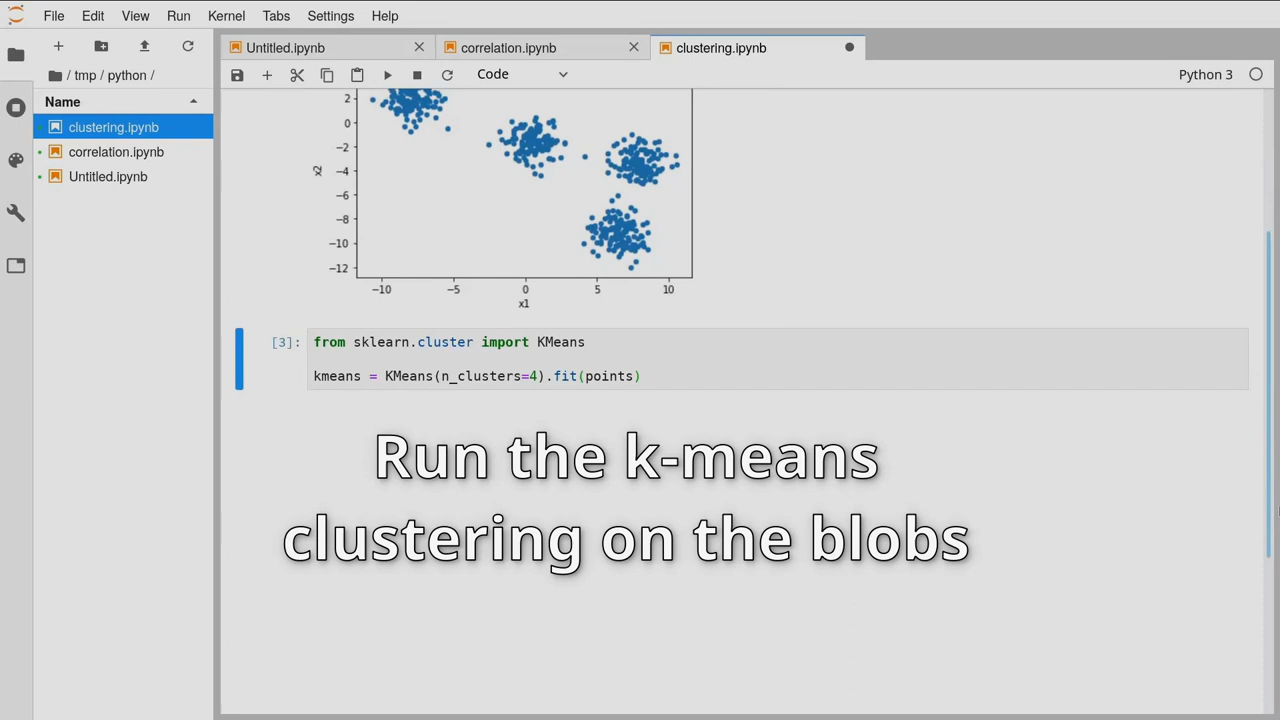 File Edit View Run Kernel Tabs Settings Help
Untitled.ipynb
correlation.ipynb
clustering.ipynb
Code
Python 3
/ tmp / python /
Name
clustering.ipynb
correlation.ipynb
Untitled.ipynb
2
0
−2
−4
−6
−8
−10
−12
x2
−10 −5 0 5 10
x1
[3]:
from sklearn.cluster import KMeans
kmeans = KMeans(n_clusters=4).fit(points)
Run the k-means
clustering on the blobs